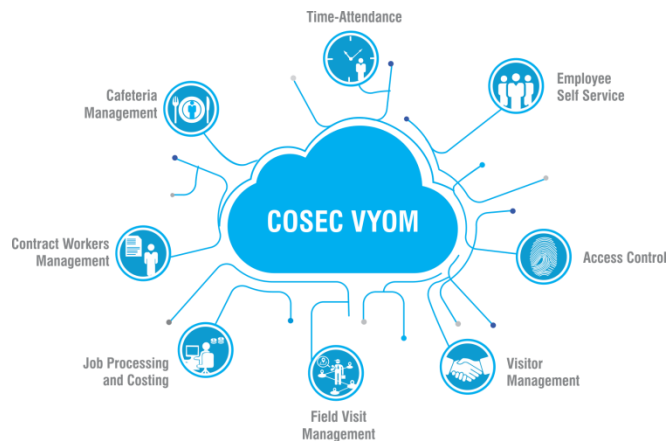 Time-Attendance
Cafeteria
Management
Employee
Self Service
COSEC VYOM
Contract Workers
Management
Access Control
Job Processing
and Costing
Visitor
Management
Field Visit
Management